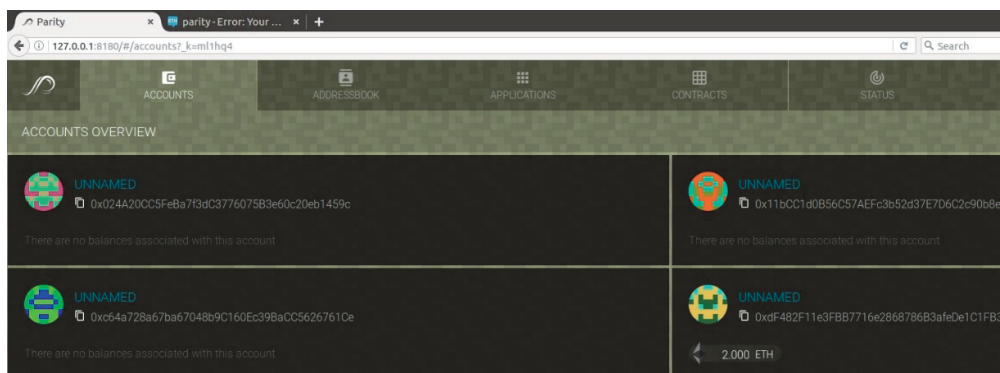 Parity
parity - Error: Your ...
127.0.0.1:8180/#/accounts?_k=ml1hq4
Search
ACCOUNTS
ADDRESSBOOK
APPLICATIONS
CONTRACTS
STATUS
ACCOUNTS OVERVIEW
UNNAMED
0x024A20CC5FeBa7f3dC3776075B3e60c20eb1459c
There are no balances associated with this account
UNNAMED
0x11bCC1d0B56C57AEFc3b52d37E7D6C2c90b8e
There are no balances associated with this account
UNNAMED
0xc64a728a67ba67048b9C160Ec39BaCC5626761Ce
There are no balances associated with this account
UNNAMED
0xdF482F11e3FBB7716e2868786B3afeDe1C1FB3
2.000 ETH